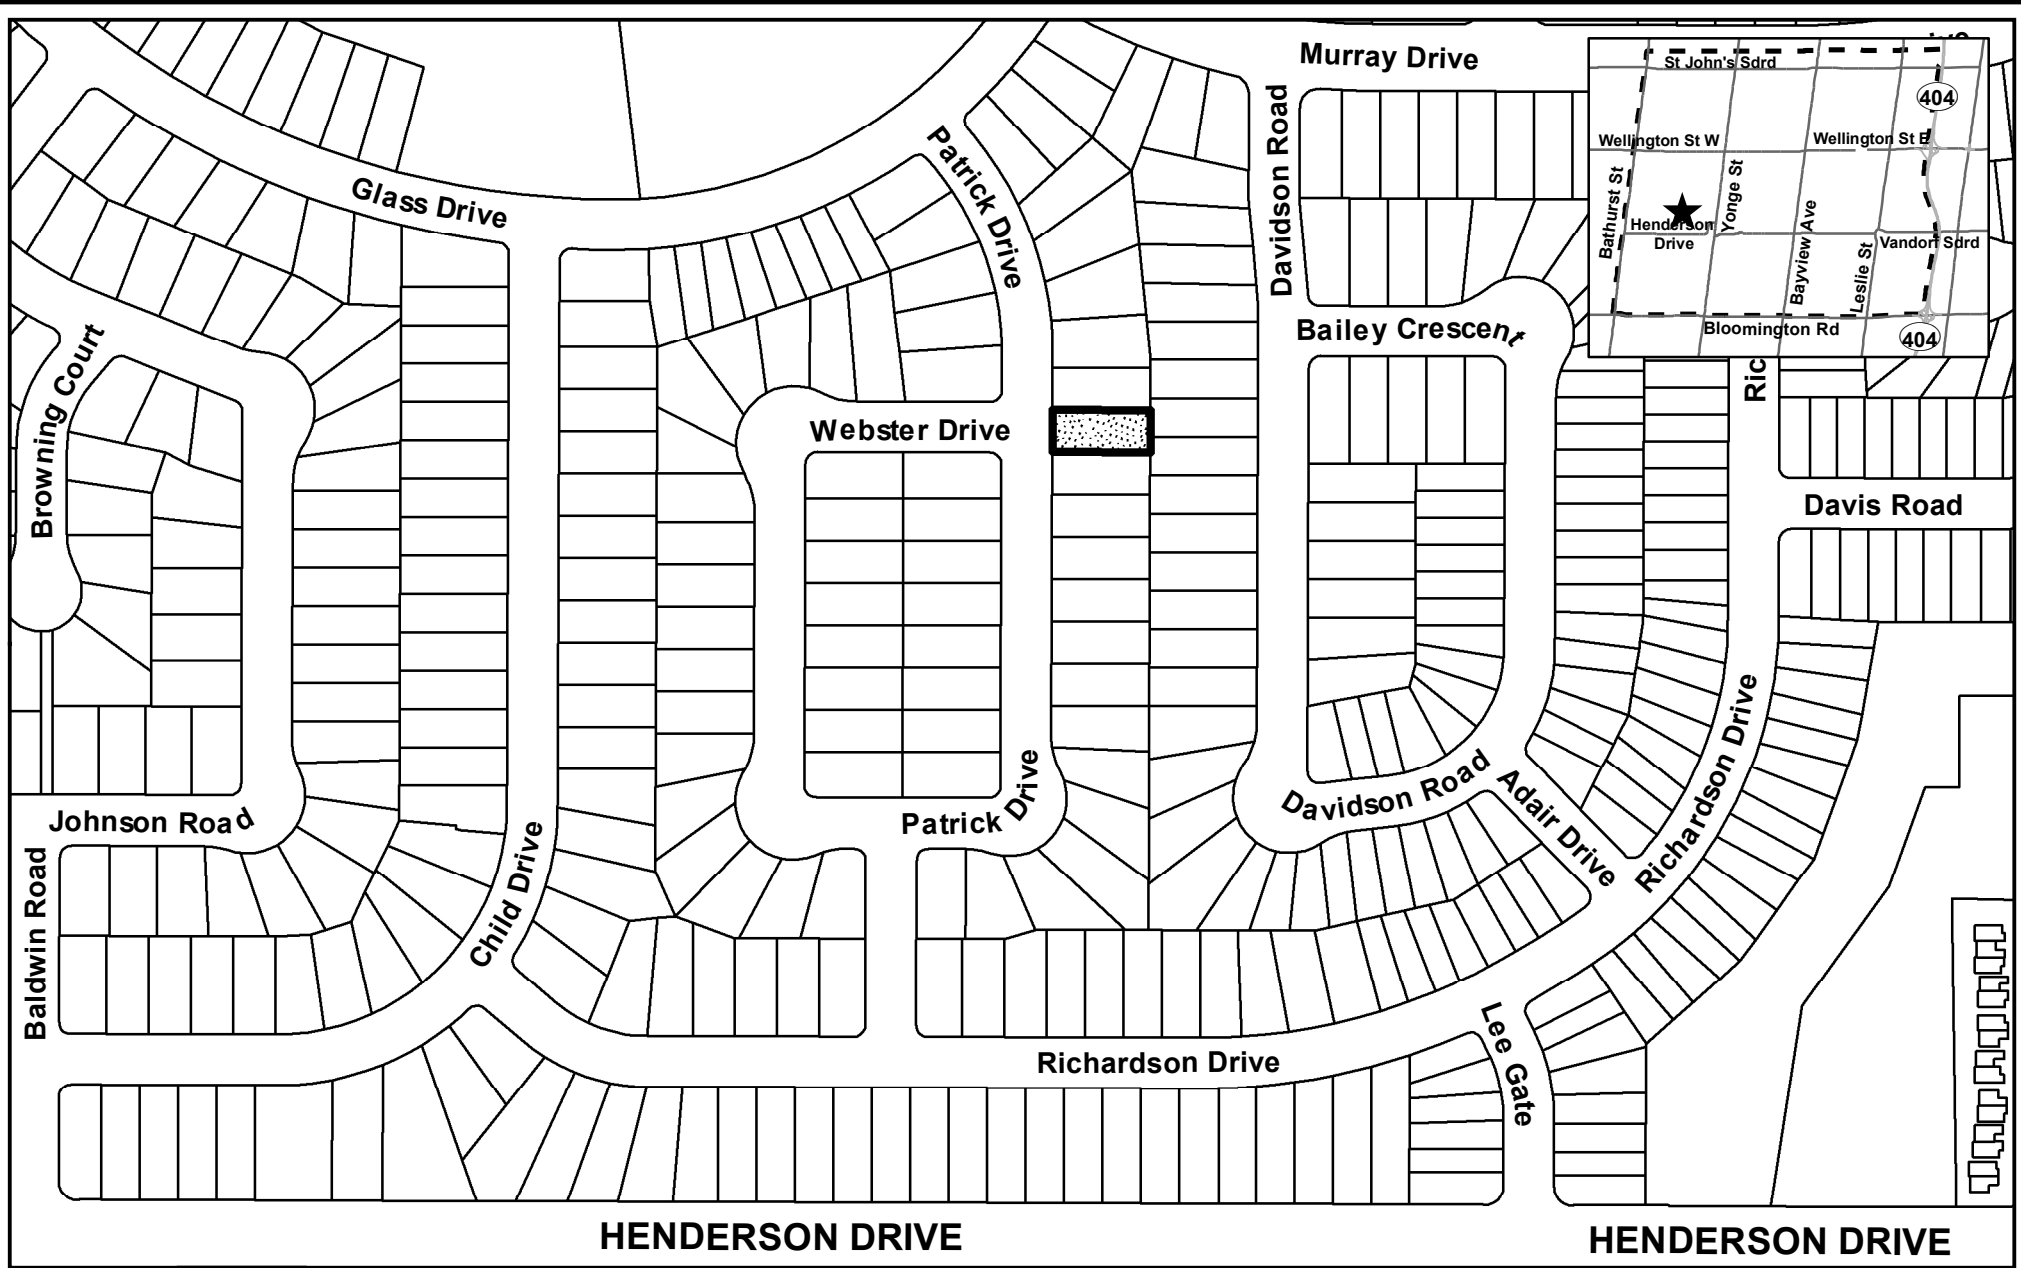 Murray Drive
St John's Sdrd
404
Wellington St W
Wellington St E
Bathurst St
Yonge St
Henderson
Drive
Bayview Ave
Leslie St
Vandorf Sdrd
Bloomington Rd
404
Glass Drive
Patrick Drive
Davidson Road
Bailey Crescent
Browning Court
Webster Drive
Ric
Davis Road
Johnson Road
Child Drive
Patrick Drive
Davidson Road
Adair Drive
Richardson Drive
Baldwin Road
Richardson Drive
Lee Gate
HENDERSON DRIVE
HENDERSON DRIVE